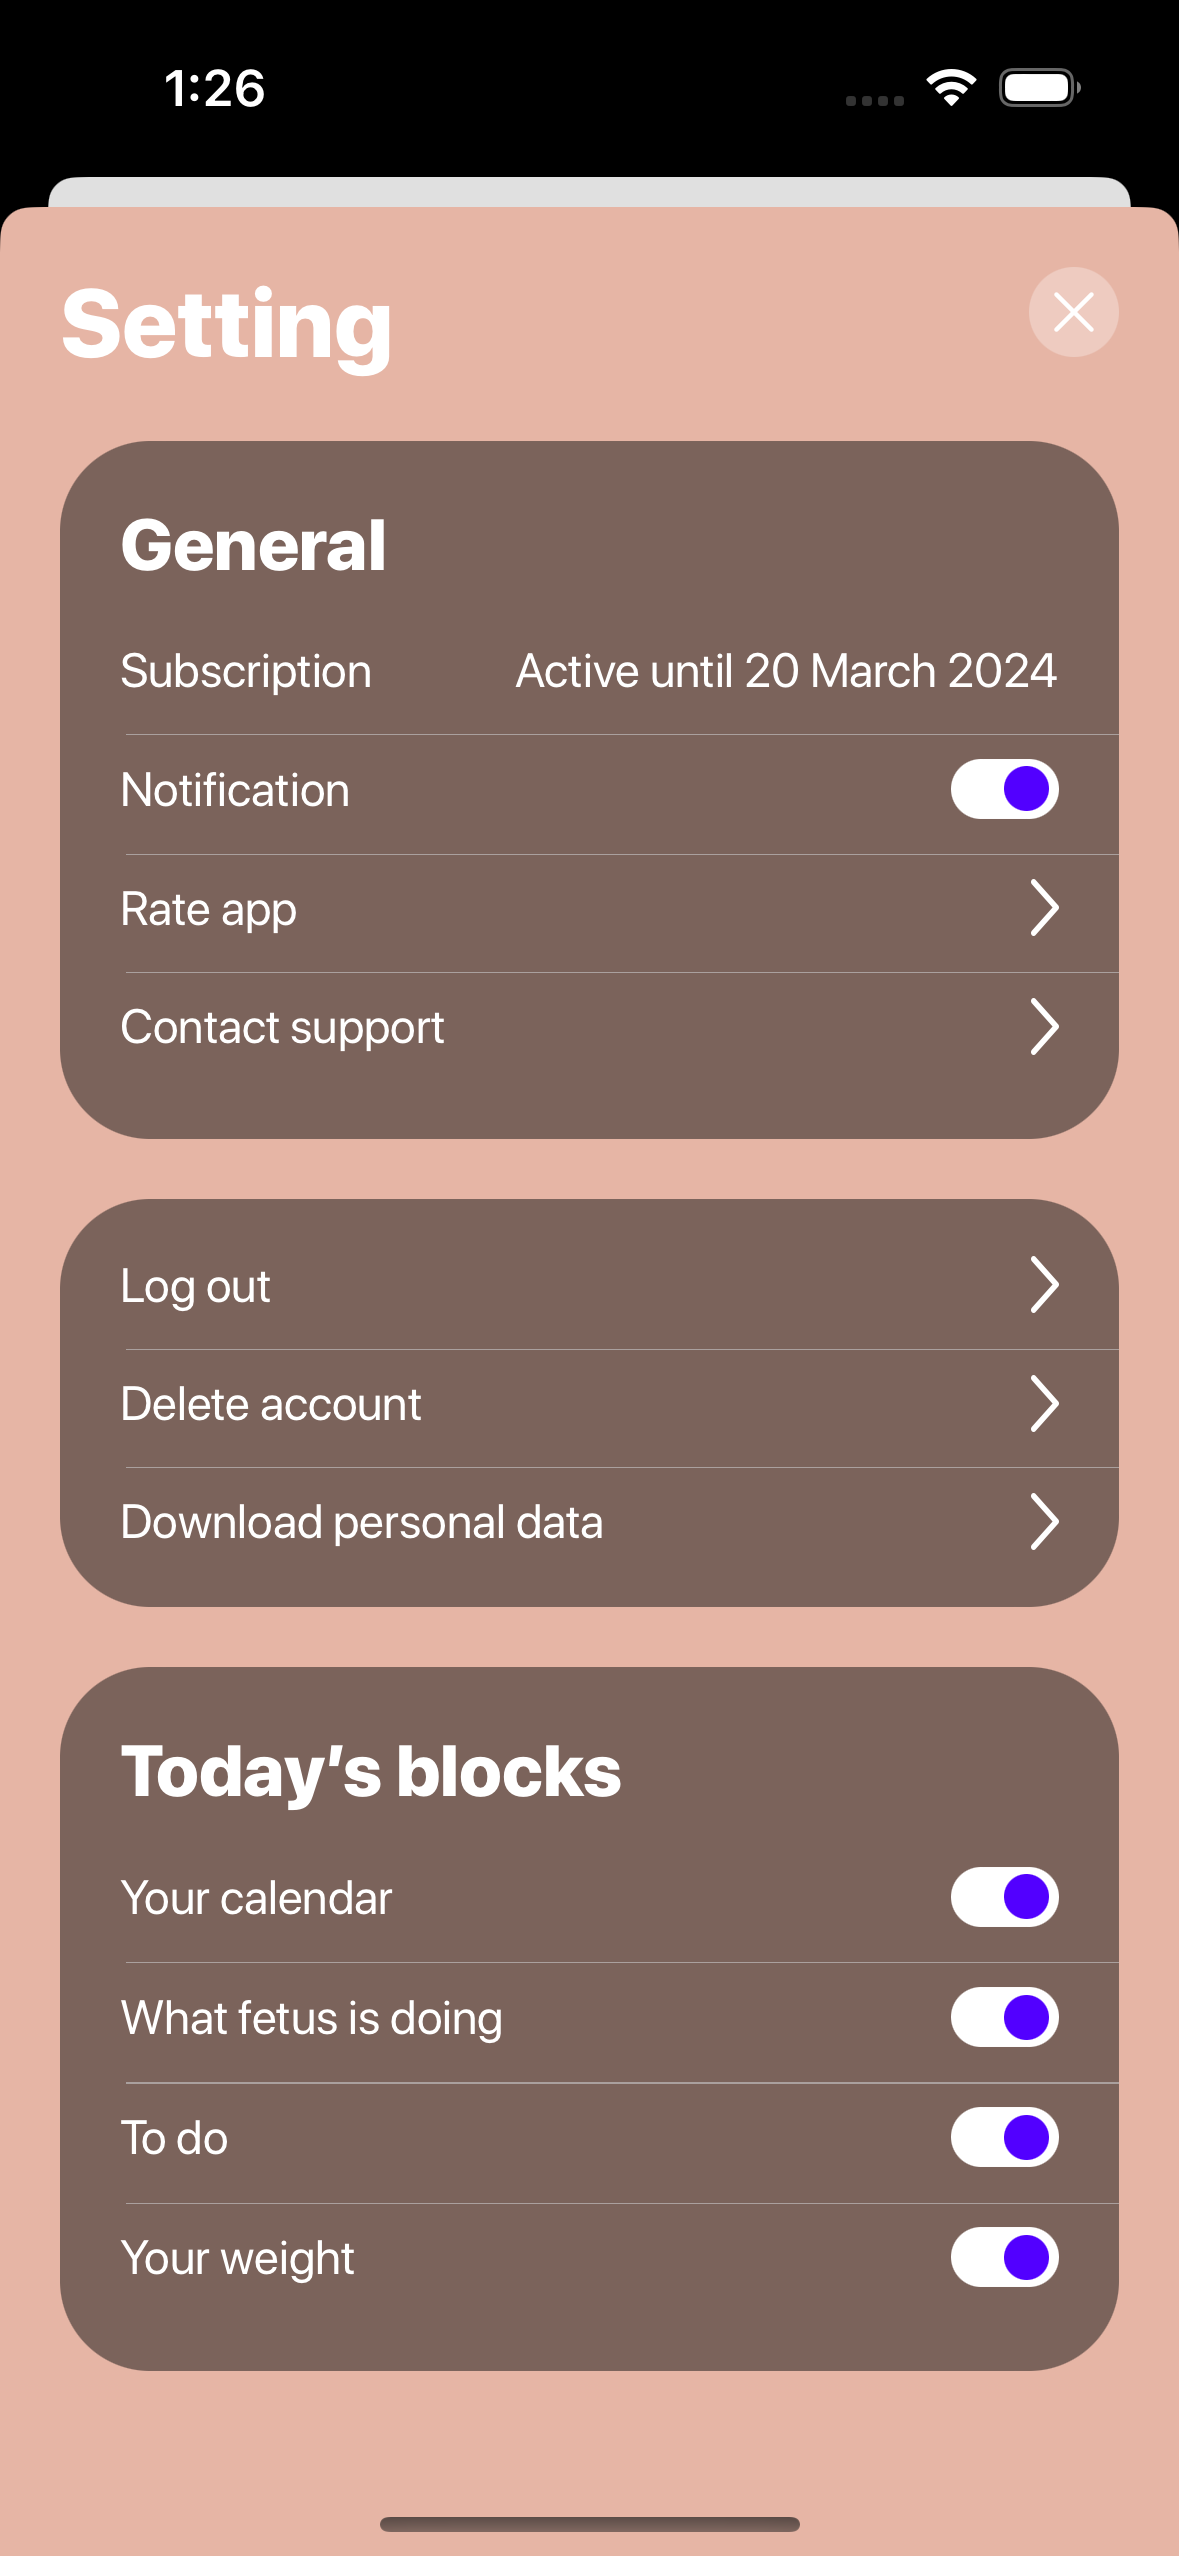 1:26
Setting
General
Subscription Active until 20 March 2024
Notification
Rate app
Contact support
Log out
Delete account
Download personal data
Today’s blocks
Your calendar
What fetus is doing
To do
Your weight